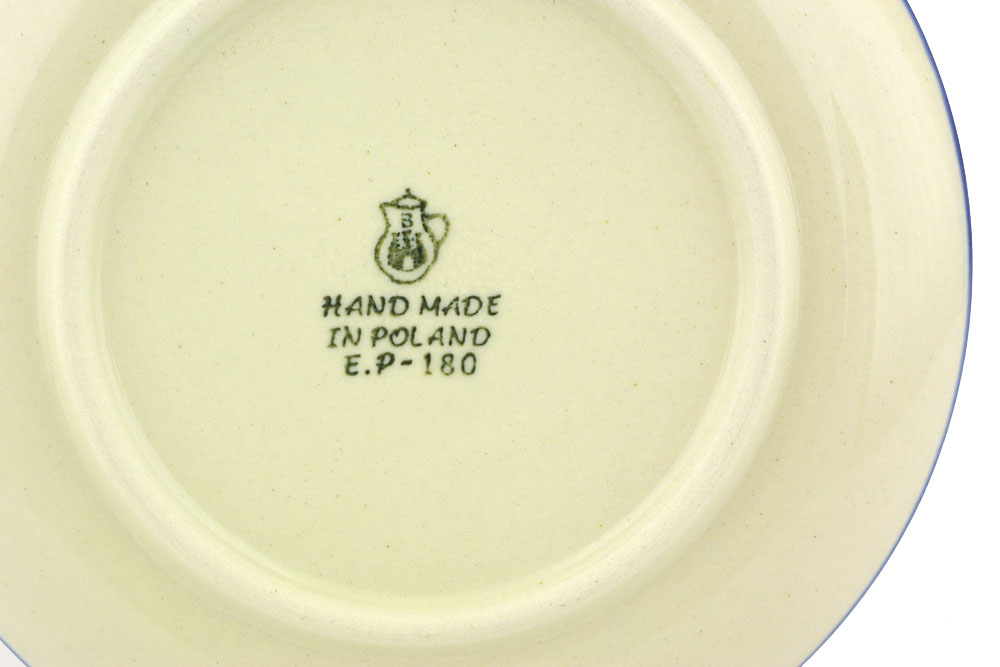 B
HAND MADE
IN POLAND
E.P-180